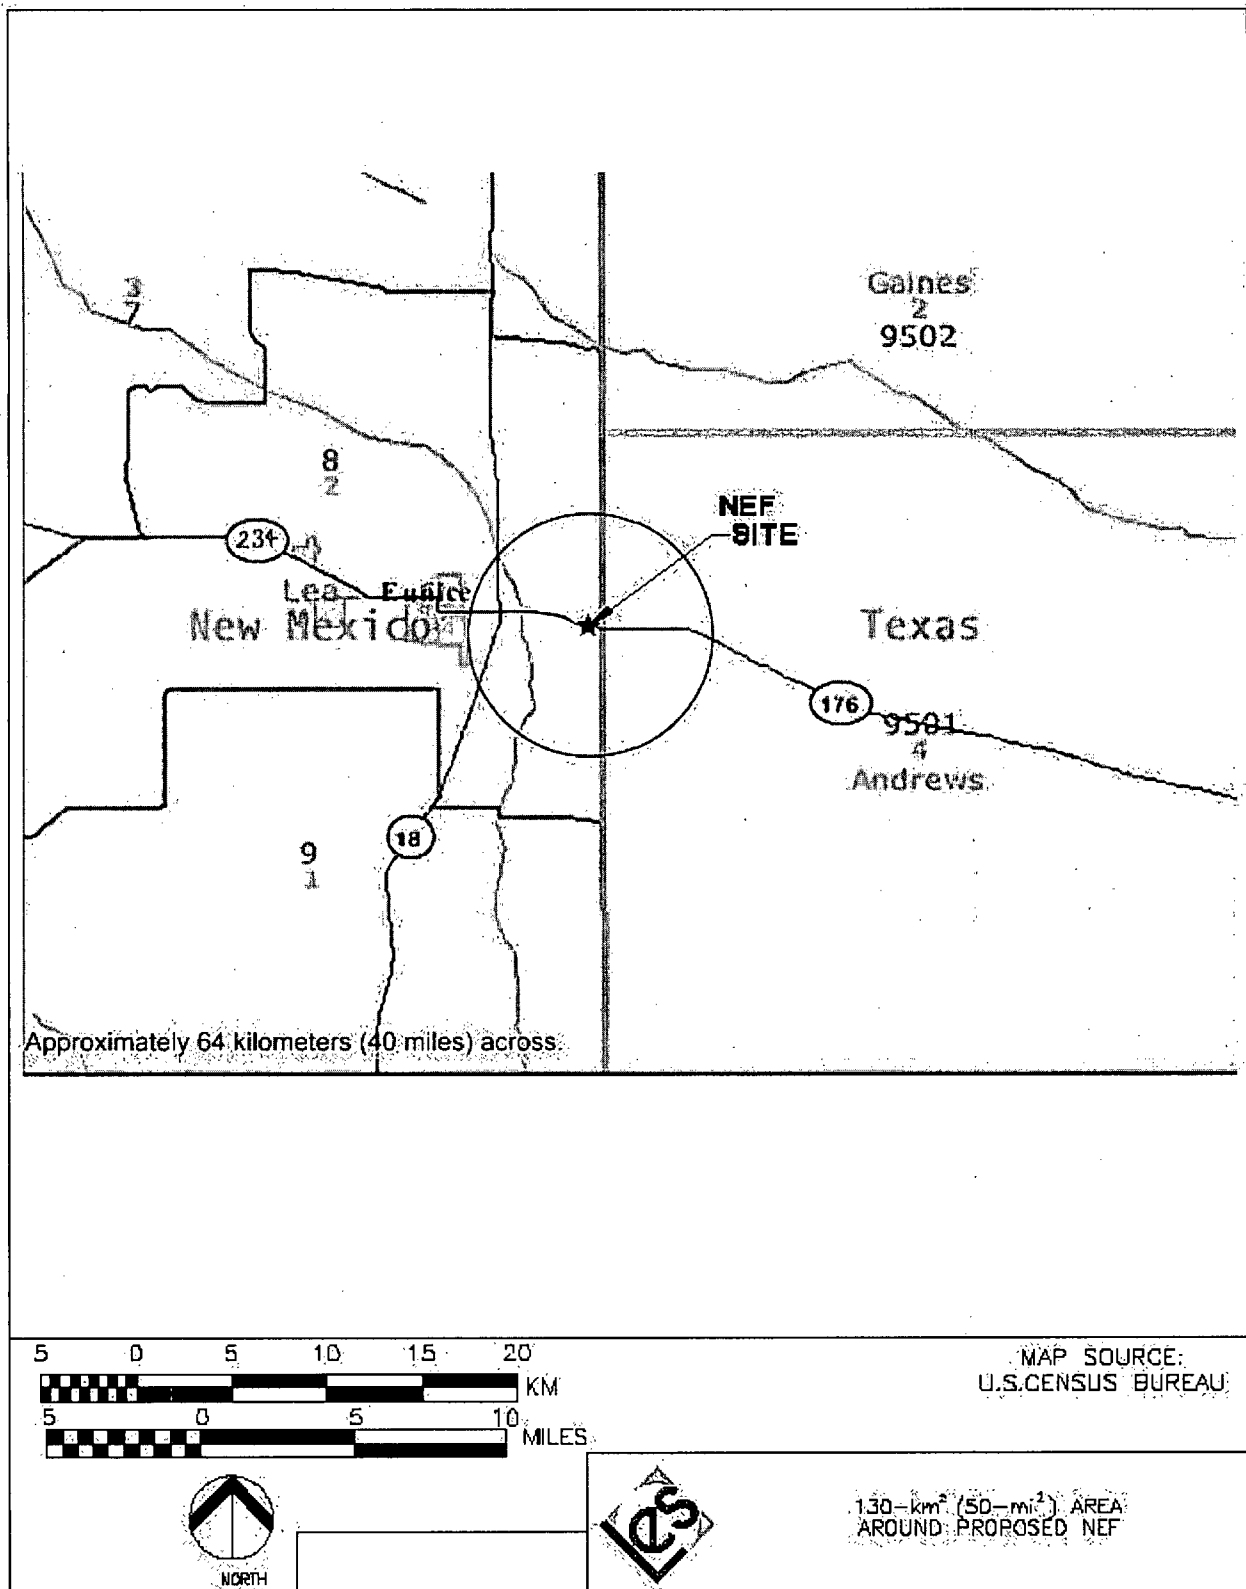 3
7
Gaines
2
9502
8
2
NEF
SITE
234
4
Lea
Eunice
New Mexico
Texas
176
9501
4
Andrews
18
9
1
Approximately 64 kilometers (40 miles) across.
5 0 5 10 15 20
KM
5 0 5 10
MILES
MAP SOURCE:
U.S.CENSUS BUREAU
NORTH
LES
130-km² (50-mi²) AREA
AROUND PROPOSED NEF